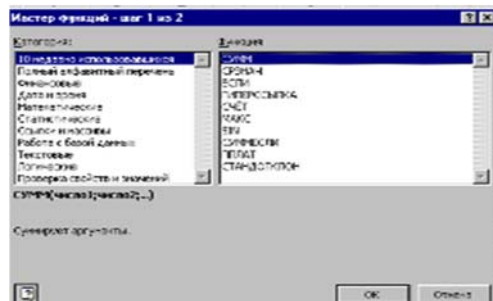 Мастер функций - шаг 1 из 2
Категория:
10 недавно использовавшихся
Полный алфавитный перечень
Финансовые
Дата и время
Математические
Статистические
Ссылки и массивы
Работа с базой данных
Текстовые
Логические
Проверка свойств и значений
Функция
СУММ
СРЗНАЧ
ЕСЛИ
ГИПЕРССЫЛКА
СЧЁТ
МАКС
SIN
СУММЕСЛИ
ППЛАТ
СТАНДОТКЛОН
СУММ(число1;число2;...)
Суммирует аргументы.
OK
Отмена